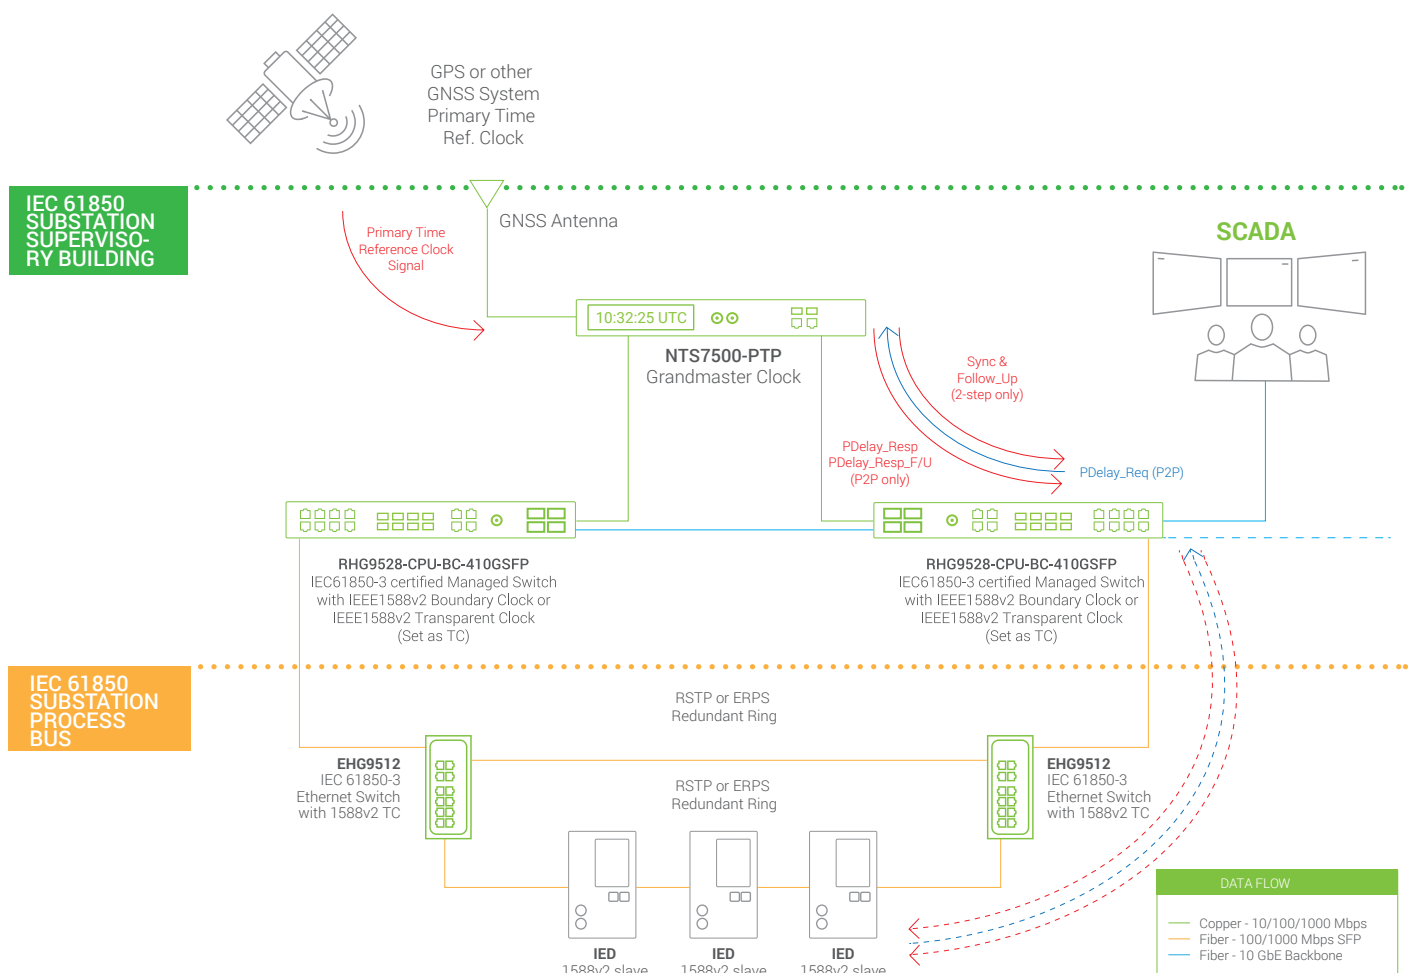 GPS or other
GNSS System
Primary Time
Ref. Clock
IEC 61850
SUBSTATION
SUPERVISO-
RY BUILDING
GNSS Antenna
Primary Time
Reference Clock
Signal
SCADA
10:32:25 UTC
NTS7500-PTP
Grandmaster Clock
Sync &
Follow_Up
(2-step only)
PDelay_Resp
PDelay_Resp_F/U
(P2P only)
PDelay_Req (P2P)
RHG9528-CPU-BC-410GSFP
IEC61850-3 certified Managed Switch
with IEEE1588v2 Boundary Clock or
IEEE1588v2 Transparent Clock
(Set as TC)
RHG9528-CPU-BC-410GSFP
IEC61850-3 certified Managed Switch
with IEEE1588v2 Boundary Clock or
IEEE1588v2 Transparent Clock
(Set as TC)
IEC 61850
SUBSTATION
PROCESS
BUS
RSTP or ERPS
Redundant Ring
EHG9512
IEC 61850-3
Ethernet Switch
with 1588v2 TC
RSTP or ERPS
Redundant Ring
EHG9512
IEC 61850-3
Ethernet Switch
with 1588v2 TC
IED
1588v2 slave
IED
1588v2 slave
IED
1588v2 slave
DATA FLOW
Copper - 10/100/1000 Mbps
Fiber - 100/1000 Mbps SFP
Fiber - 10 GbE Backbone